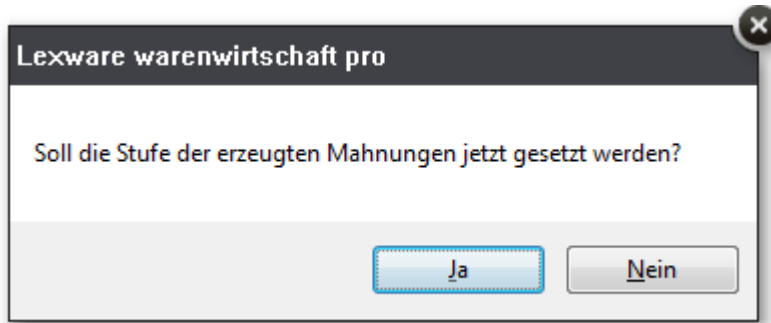 Lexware warenwirtschaft pro
Soll die Stufe der erzeugten Mahnungen jetzt gesetzt werden?
Ja
Nein